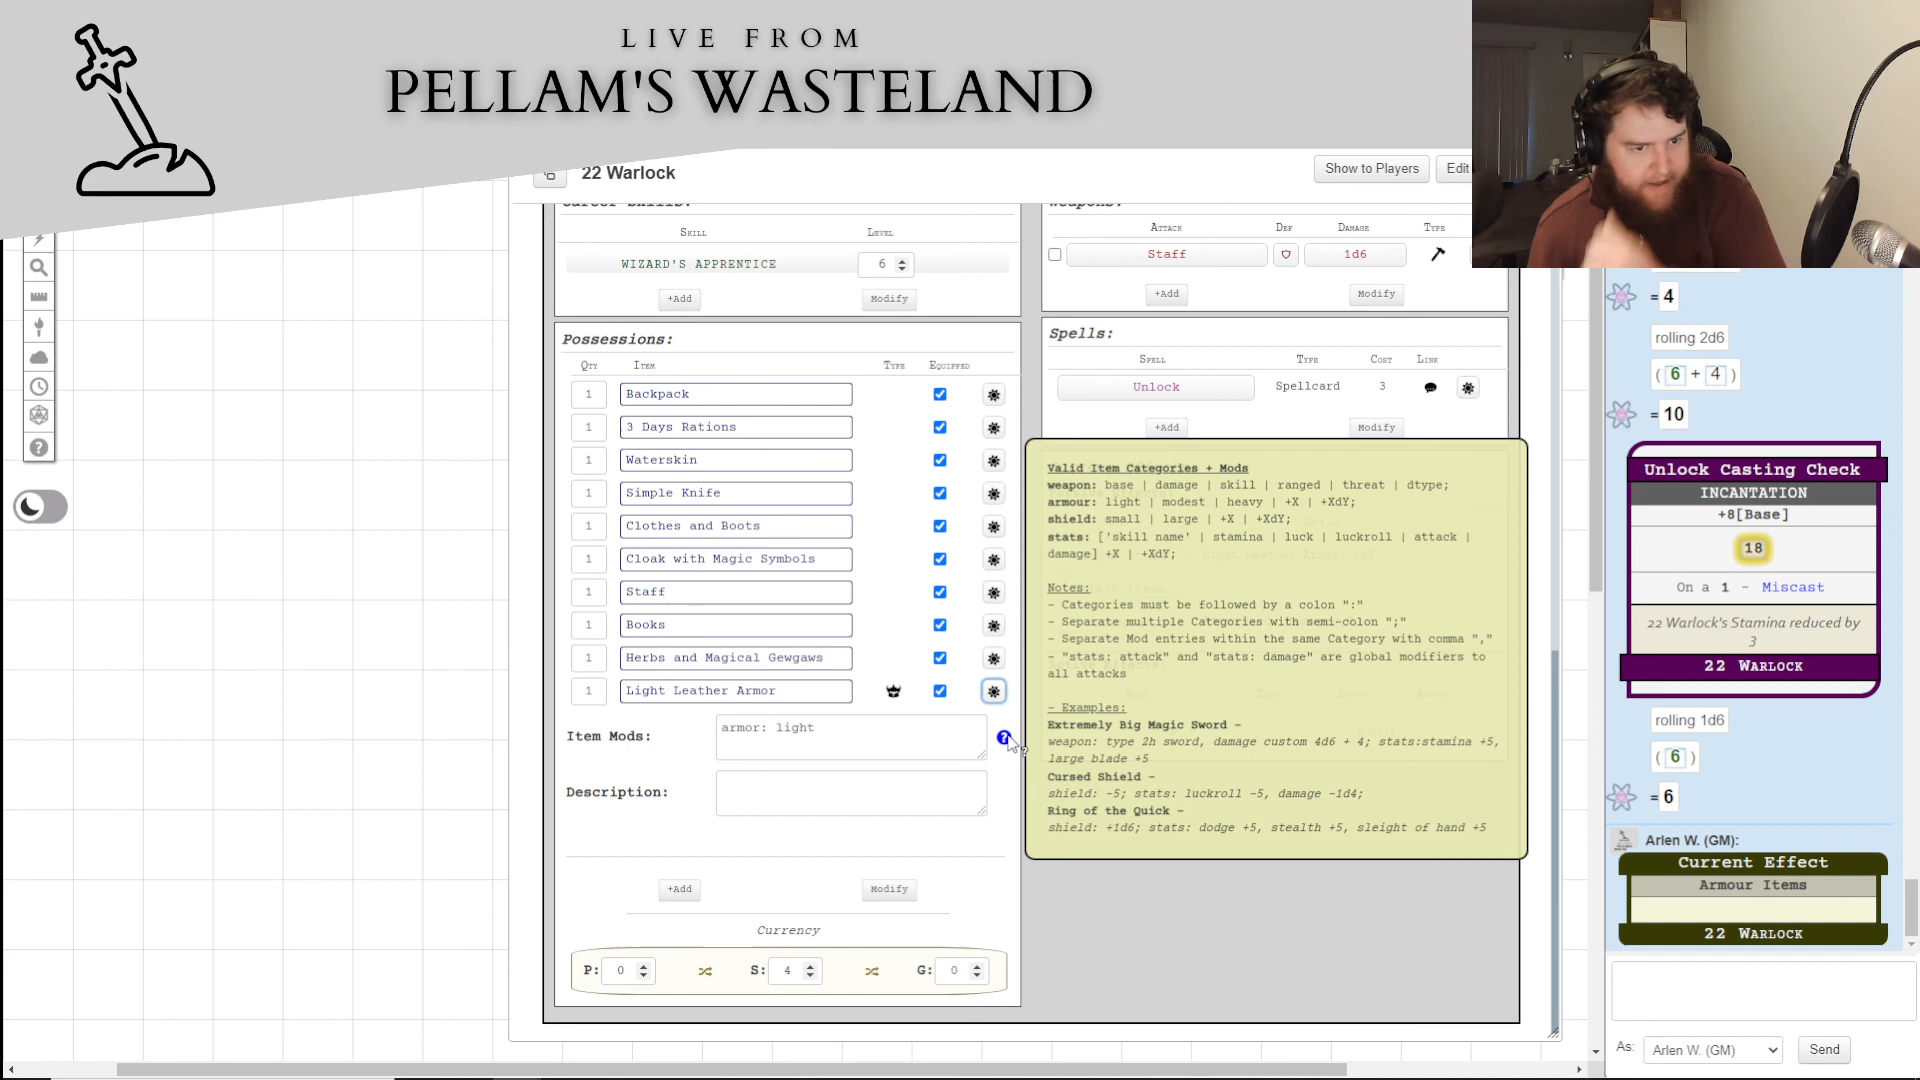 LIVE FROM
PELLAM'S WASTELAND
22 Warlock
Show to Players
Edit
SKILL LEVEL
WIZARD'S APPRENTICE 6
+Add Modify
Possessions:
QTY ITEM TYPE EQUIPPED
1 Backpack
1 3 Days Rations
1 Waterskin
1 Simple Knife
1 Clothes and Boots
1 Cloak with Magic Symbols
1 Staff
1 Books
1 Herbs and Magical Gewgaws
1 Light Leather Armor
Item Mods: armor: light
Description:
+Add Modify
Currency
P: 0 S: 4 G: 0
ATTACK DEF DAMAGE TYPE
Staff 1d6
+Add Modify
Spells:
SPELL TYPE COST LINK
Unlock Spellcard 3
+Add Modify
Valid Item Categories + Mods
weapon: base | damage | skill | ranged | threat | dtype;
armour: light | modest | heavy | +X | +XdY;
shield: small | large | +X | +XdY;
stats: ['skill name' | stamina | luck | luckroll | attack |
damage] +X | +XdY;
Notes:
- Categories must be followed by a colon ":"
- Separate multiple Categories with semi-colon ";"
- Separate Mod entries within the same Category with comma ","
- "stats: attack" and "stats: damage" are global modifiers to
all attacks
- Examples:
Extremely Big Magic Sword -
weapon: type 2h sword, damage custom 4d6 + 4; stats:stamina +5,
large blade +5
Cursed Shield -
shield: -5; stats: luckroll -5, damage -1d4;
Ring of the Quick -
shield: +1d6; stats: dodge +5, stealth +5, sleight of hand +5
= 4
rolling 2d6
( 6 + 4 )
= 10
Unlock Casting Check
INCANTATION
+8[Base]
18
On a 1 - Miscast
22 Warlock's Stamina reduced by
3
22 WARLOCK
rolling 1d6
( 6 )
= 6
Arlen W. (GM):
Current Effect
Armour Items
22 WARLOCK
As: Arlen W. (GM) Send